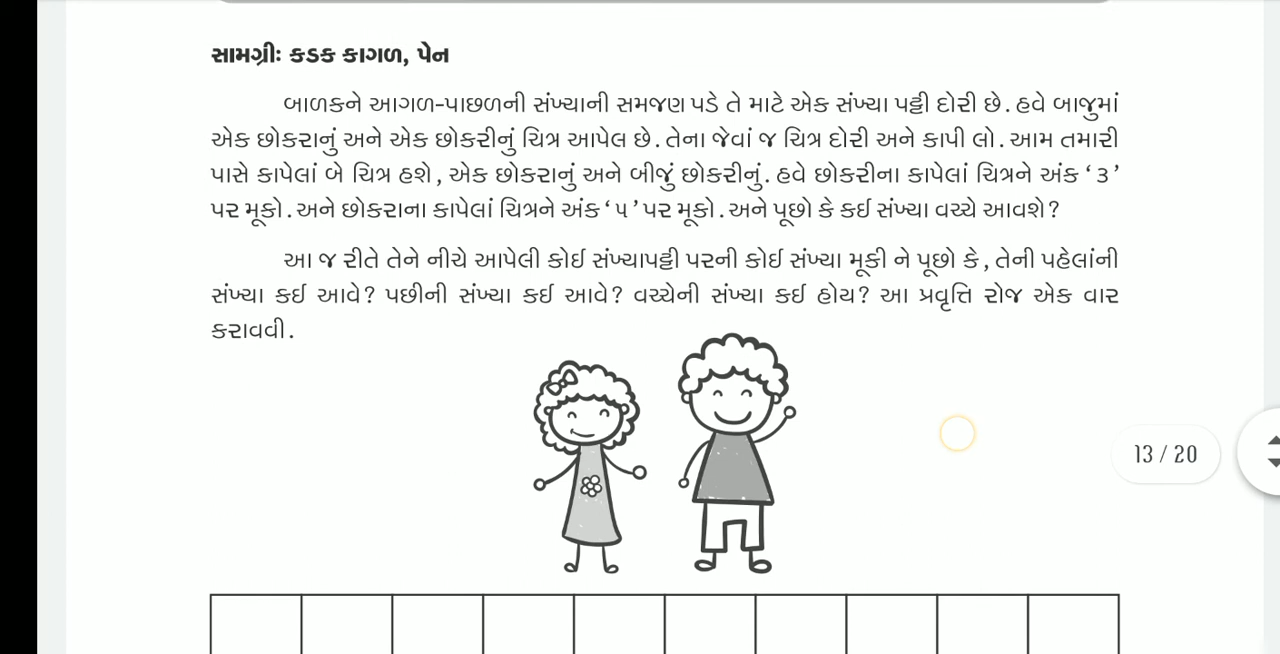 સામગ્રીઃ કડક કાગળ, પેન
બાળકને આગળ-પાછળની સંખ્યાની સમજણ પડે તે માટે એક સંખ્યા પટ્ટી દોરી છે. હવે બાજુમાં
એક છોકરાનું અને એક છોકરીનું ચિત્ર આપેલ છે. તેના જેવાં જ ચિત્ર દોરી અને કાપી લો. આમ તમારી
પાસે કાપેલાં બે ચિત્ર હશે, એક છોકરાનું અને બીજું છોકરીનું. હવે છોકરીના કાપેલાં ચિત્રને અંક ‘૩’
પર મૂકો. અને છોકરાના કાપેલાં ચિત્રને અંક ‘૫’ પર મૂકો. અને પૂછો કે કઈ સંખ્યા વચ્ચે આવશે?
આ જ રીતે તેને નીચે આપેલી કોઈ સંખ્યાપટ્ટી પરની કોઈ સંખ્યા મૂકી ને પૂછો કે, તેની પહેલાંની
સંખ્યા કઈ આવે? પછીની સંખ્યા કઈ આવે? વચ્ચેની સંખ્યા કઈ હોય? આ પ્રવૃત્તિ રોજ એક વાર
કરાવવી.
13 / 20